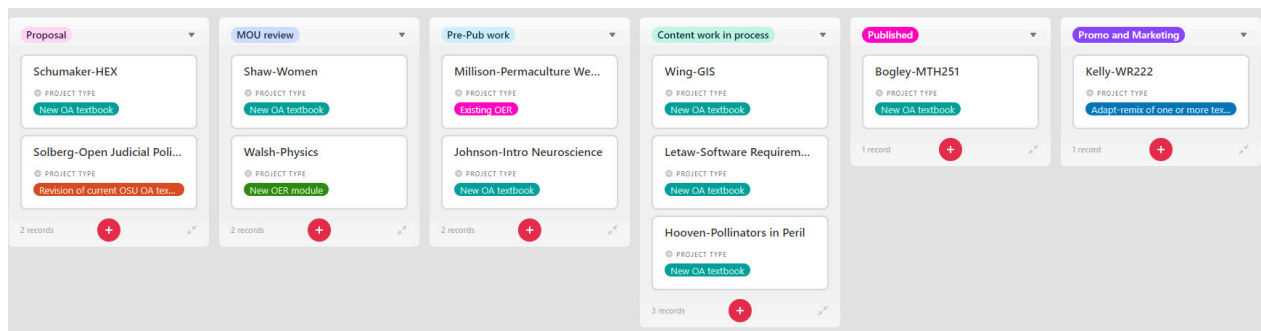 Proposal
Schumaker-HEX
PROJECT TYPE
New OA textbook
Solberg-Open Judicial Poli...
PROJECT TYPE
Revision of current OSU OA tex...
2 records
MOU review
Shaw-Women
PROJECT TYPE
New OA textbook
Walsh-Physics
PROJECT TYPE
New OER module
2 records
Pre-Pub work
Millison-Permaculture We...
PROJECT TYPE
Existing OER
Johnson-Intro Neuroscience
PROJECT TYPE
New OA textbook
2 records
Content work in process
Wing-GIS
PROJECT TYPE
New OA textbook
Letaw-Software Requirem...
PROJECT TYPE
New OA textbook
Hooven-Pollinators in Peril
PROJECT TYPE
New OA textbook
3 records
Published
Bogley-MTH251
PROJECT TYPE
New OA textbook
1 record
Promo and Marketing
Kelly-WR222
PROJECT TYPE
Adapt-remix of one or more tex...
1 record